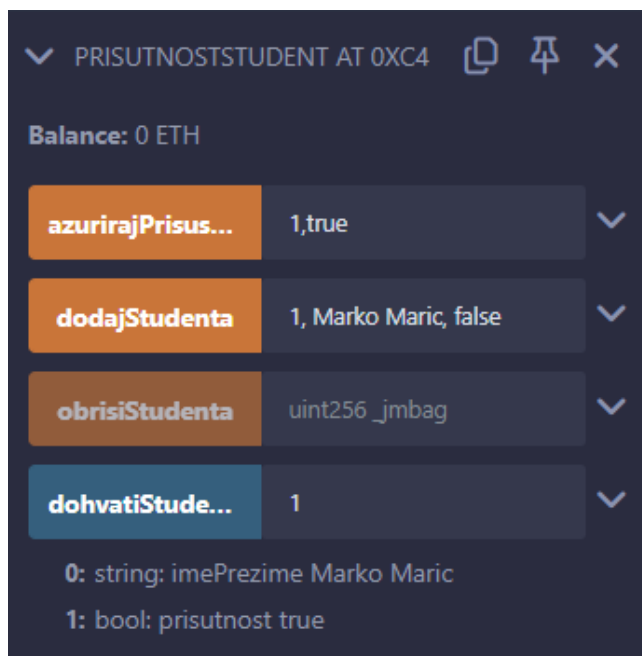 PRISUTNOSTSTUDENT AT 0XC4
Balance: 0 ETH
azurirajPrisus... 1,true
dodajStudenta 1, Marko Maric, false
obrisiStudenta uint256 _jmbag
dohvatiStude... 1
0: string: imePrezime Marko Maric
1: bool: prisutnost true